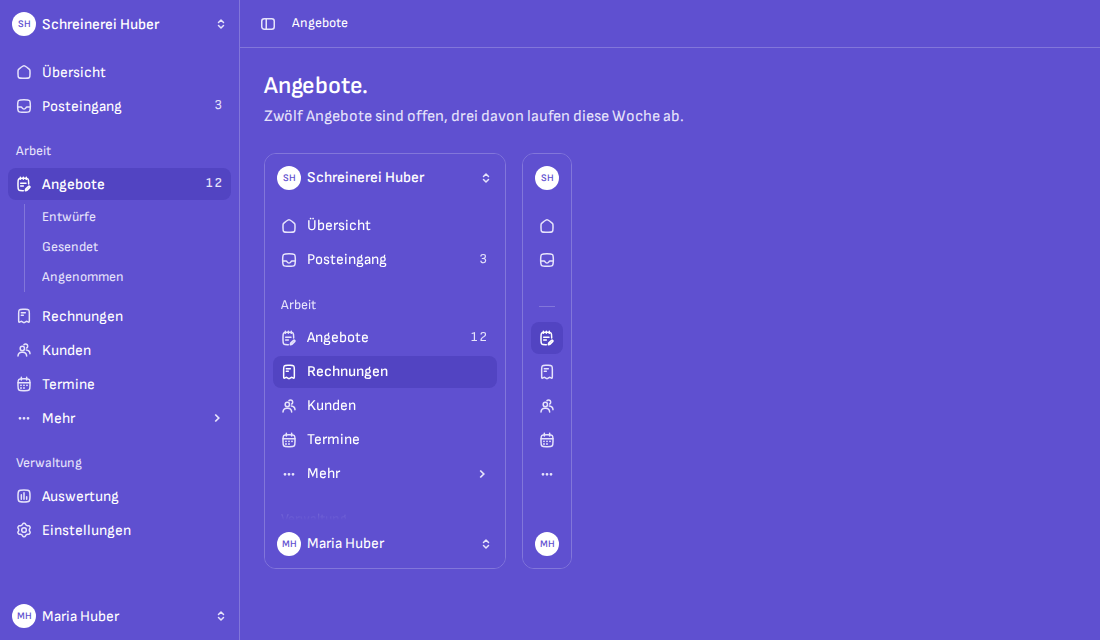 SH Schreinerei Huber
Übersicht
Posteingang 3
Arbeit
Angebote 12
Entwürfe
Gesendet
Angenommen
Rechnungen
Kunden
Termine
Mehr
Verwaltung
Auswertung
Einstellungen
MH Maria Huber
Angebote
Angebote.
Zwölf Angebote sind offen, drei davon laufen diese Woche ab.
SH Schreinerei Huber
Übersicht
Posteingang 3
Arbeit
Angebote 12
Rechnungen
Kunden
Termine
Mehr
Verwaltung
MH Maria Huber
SH
MH